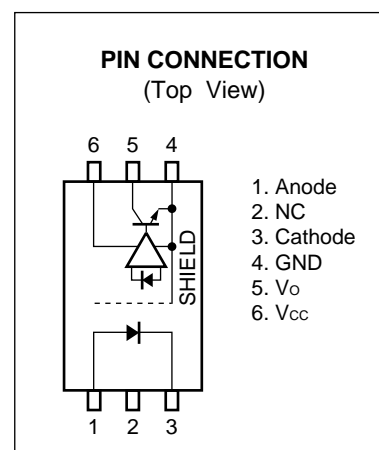 PIN CONNECTION
(Top View)
6 5 4
SHIELD
1 2 3
1. Anode
2. NC
3. Cathode
4. GND
5. Vo
6. Vcc